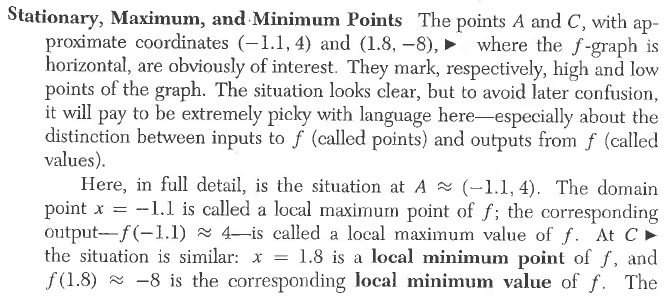 Stationary, Maximum, and Minimum Points The points A and C, with ap-
proximate coordinates (−1.1, 4) and (1.8, −8), ▶ where the f-graph is
horizontal, are obviously of interest. They mark, respectively, high and low
points of the graph. The situation looks clear, but to avoid later confusion,
it will pay to be extremely picky with language here—especially about the
distinction between inputs to f (called points) and outputs from f (called
values).
Here, in full detail, is the situation at A ≈ (−1.1, 4). The domain
point x = −1.1 is called a local maximum point of f; the corresponding
output—f(−1.1) ≈ 4—is called a local maximum value of f. At C ▶
the situation is similar: x = 1.8 is a local minimum point of f, and
f(1.8) ≈ −8 is the corresponding local minimum value of f. The